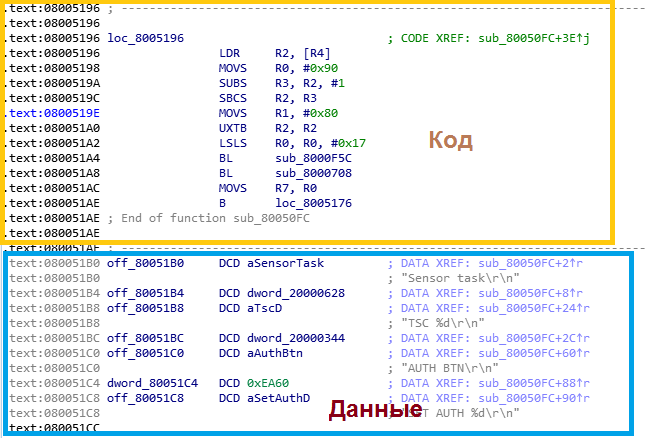 .text:08005196 ; ---------------------------------------------------------------------------
.text:08005196
.text:08005196 loc_8005196 ; CODE XREF: sub_80050FC+3E↑j
.text:08005196 LDR R2, [R4]
.text:08005198 MOVS R0, #0x90
.text:0800519A SUBS R3, R2, #1
.text:0800519C SBCS R2, R3
.text:0800519E MOVS R1, #0x80
.text:080051A0 UXTB R2, R2
.text:080051A2 LSLS R0, R0, #0x17
Код
.text:080051A4 BL sub_8000F5C
.text:080051A8 BL sub_8000708
.text:080051AC MOVS R7, R0
.text:080051AE B loc_8005176
.text:080051AE ; End of function sub_80050FC
.text:080051AE
.text:080051AE ; ---------------------------------------------------------------------------
text:080051B0 off_80051B0 DCD aSensorTask ; DATA XREF: sub_80050FC+2↑r
text:080051B0 ; "Sensor task\r\n"
text:080051B4 off_80051B4 DCD dword_20000628 ; DATA XREF: sub_80050FC+8↑r
text:080051B8 off_80051B8 DCD aTscD ; DATA XREF: sub_80050FC+24↑r
text:080051B8 ; "TSC %d\r\n"
text:080051BC off_80051BC DCD dword_20000344 ; DATA XREF: sub_80050FC+2C↑r
text:080051C0 off_80051C0 DCD aAuthBtn ; DATA XREF: sub_80050FC+60↑r
text:080051C0 ; "AUTH BTN\r\n"
text:080051C4 dword_80051C4 DCD 0xEA60 ; DATA XREF: sub_80050FC+88↑r
text:080051C8 off_80051C8 DCD aSetAuthD ; DATA XREF: sub_80050FC+90↑r
text:080051C8 AUTH %d\r\n"
Данные
text:080051CC